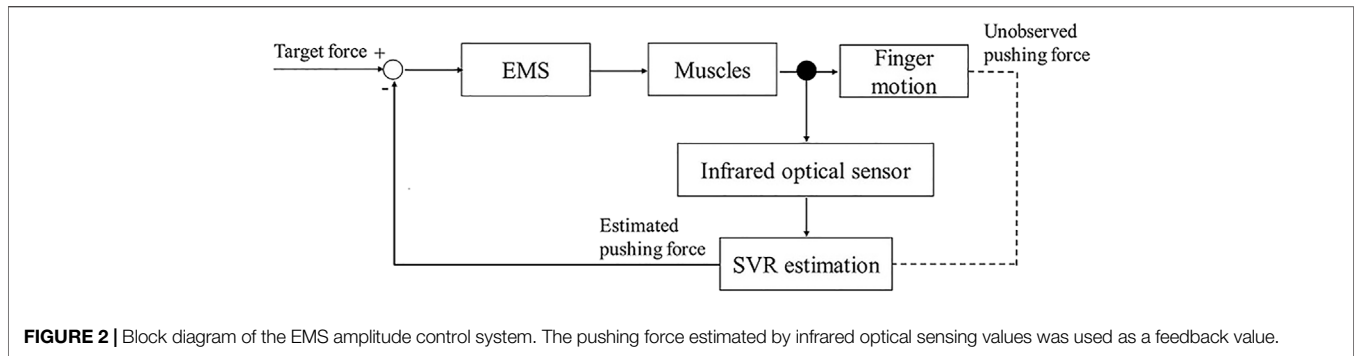 Target force +
-
EMS
Muscles
Finger
motion
Unobserved
pushing force
Infrared optical sensor
Estimated
pushing force
SVR estimation
FIGURE 2 | Block diagram of the EMS amplitude control system. The pushing force estimated by infrared optical sensing values was used as a feedback value.